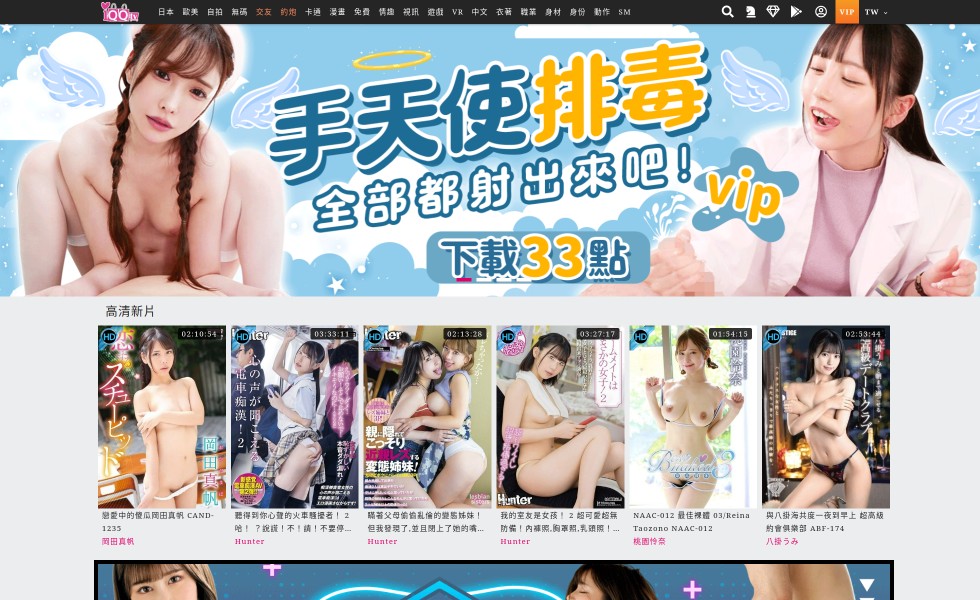 日本 歐美 自拍 無碼 交友 約炮 卡通 漫畫 免費 情趣 視訊 遊戲 VR 中文 衣著 職業 身材 身份 動作 SM
VIP TW
手天使排毒
全部都射出來吧！
vip
下載33點
高清新片
HD 02:10:54
HD 03:33:11
HD 02:13:28
HD 03:27:17
HD 01:54:15
HD 02:53:44
戀愛中的傻瓜岡田真帆 CAND-1235
岡田真帆
聽得到你心聲的火車騷擾者！ 2
哈！？說謊！不！請！不要停...
Hunter
瞞著父母偷偷亂倫的變態姊妹！
但我發現了,並且閉上了她的嘴...
Hunter
我的室友是女孩！ 2 超可愛超無
防備！內褲照,胸罩照,乳頭照！...
Hunter
NAAC-012 最佳裸體 03/Reina
Taozono NAAC-012
桃園怜奈
與八掛海共度一夜到早上 超高級
約會俱樂部 ABF-174
八掛うみ